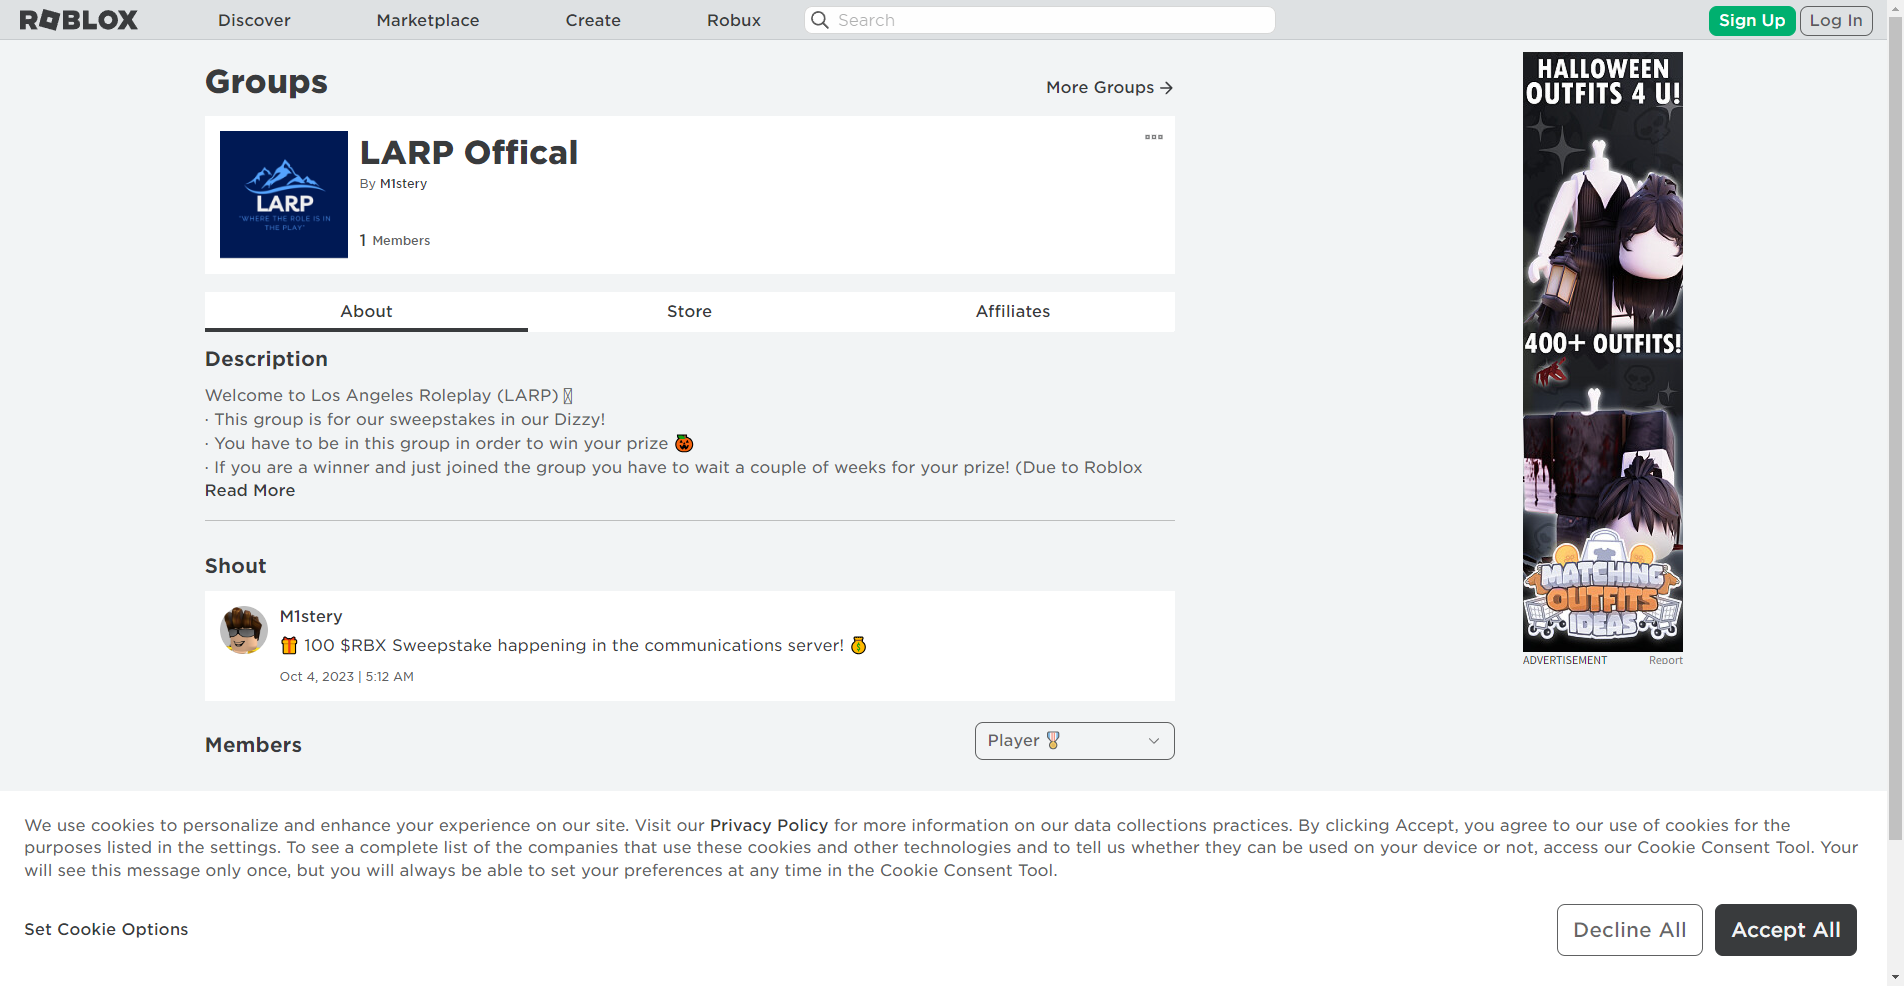 ROBLOX
Discover
Marketplace
Create
Robux
Search
Sign Up
Log In
Groups
More Groups →
LARP
"WHERE THE ROLE IS IN
THE PLAY"
LARP Offical
By M1stery
1 Members
About
Store
Affiliates
Description
Welcome to Los Angeles Roleplay (LARP)
· This group is for our sweepstakes in our Dizzy!
· You have to be in this group in order to win your prize 🎃
· If you are a winner and just joined the group you have to wait a couple of weeks for your prize! (Due to Roblox
Read More
Shout
M1stery
🎁 100 $RBX Sweepstake happening in the communications server! 💰
Oct 4, 2023 | 5:12 AM
Members
Player 🎖
HALLOWEEN
OUTFITS 4 U!
400+ OUTFITS!
MATCHING
OUTFITS
IDEAS
ADVERTISEMENT
Report
We use cookies to personalize and enhance your experience on our site. Visit our Privacy Policy for more information on our data collections practices. By clicking Accept, you agree to our use of cookies for the
purposes listed in the settings. To see a complete list of the companies that use these cookies and other technologies and to tell us whether they can be used on your device or not, access our Cookie Consent Tool. Your
will see this message only once, but you will always be able to set your preferences at any time in the Cookie Consent Tool.
Set Cookie Options
Decline All
Accept All